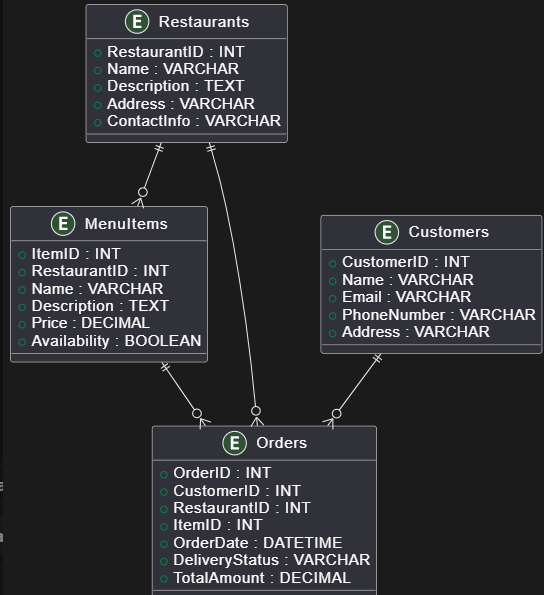 E Restaurants
RestaurantID : INT
Name : VARCHAR
Description : TEXT
Address : VARCHAR
ContactInfo : VARCHAR
E MenuItems
ItemID : INT
RestaurantID : INT
Name : VARCHAR
Description : TEXT
Price : DECIMAL
Availability : BOOLEAN
E Customers
CustomerID : INT
Name : VARCHAR
Email : VARCHAR
PhoneNumber : VARCHAR
Address : VARCHAR
E Orders
OrderID : INT
CustomerID : INT
RestaurantID : INT
ItemID : INT
OrderDate : DATETIME
DeliveryStatus : VARCHAR
TotalAmount : DECIMAL